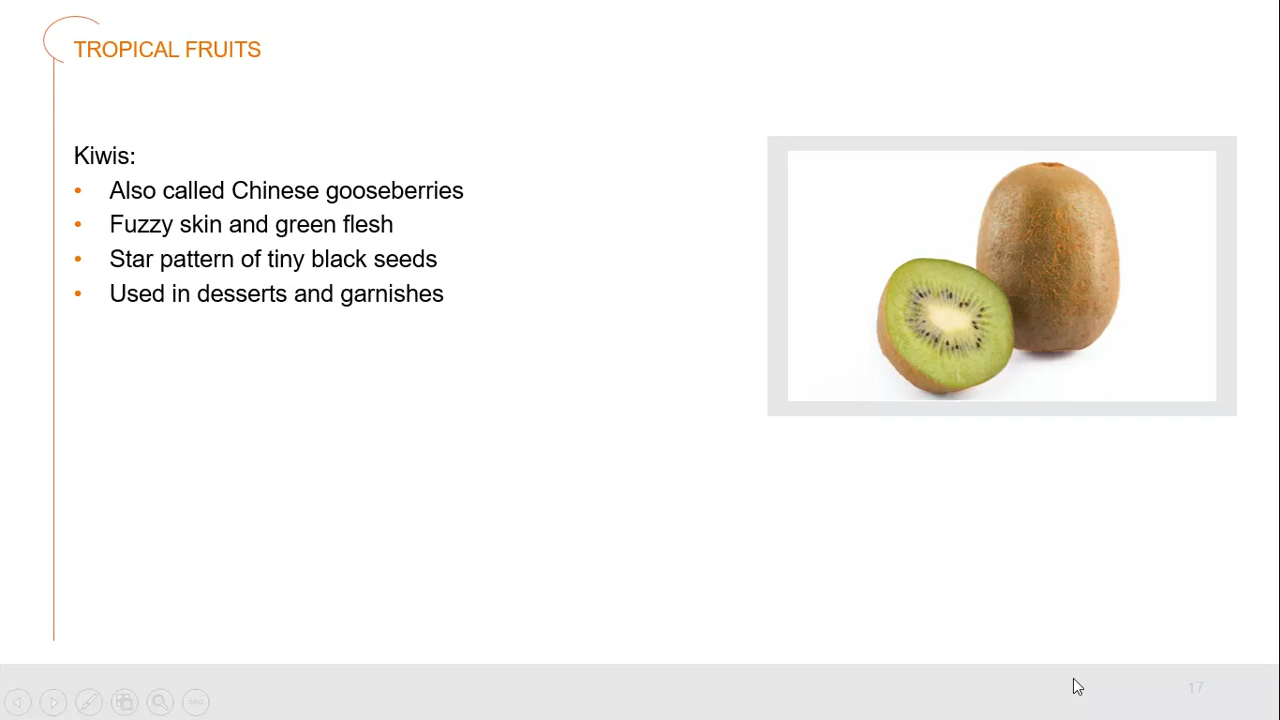 TROPICAL FRUITS
Kiwis:
• Also called Chinese gooseberries
• Fuzzy skin and green flesh
• Star pattern of tiny black seeds
• Used in desserts and garnishes
17